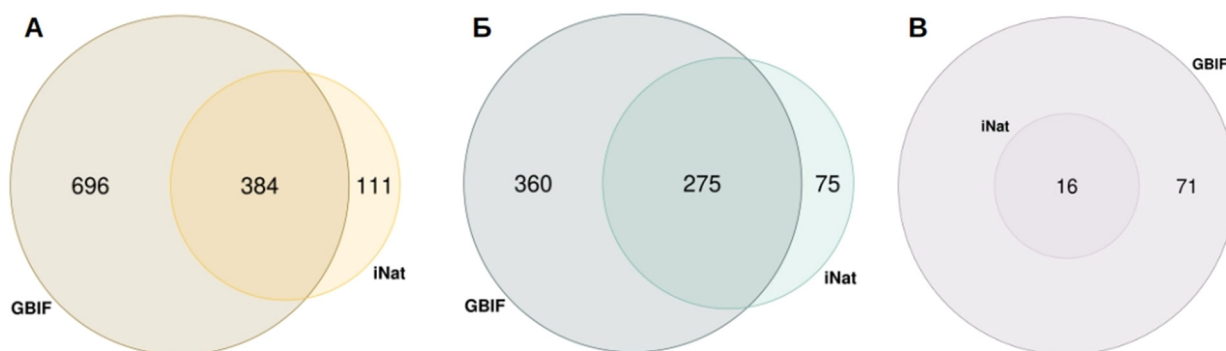 А
696
384
111
iNat
GBIF
Б
360
275
75
iNat
GBIF
В
GBIF
iNat
16
71